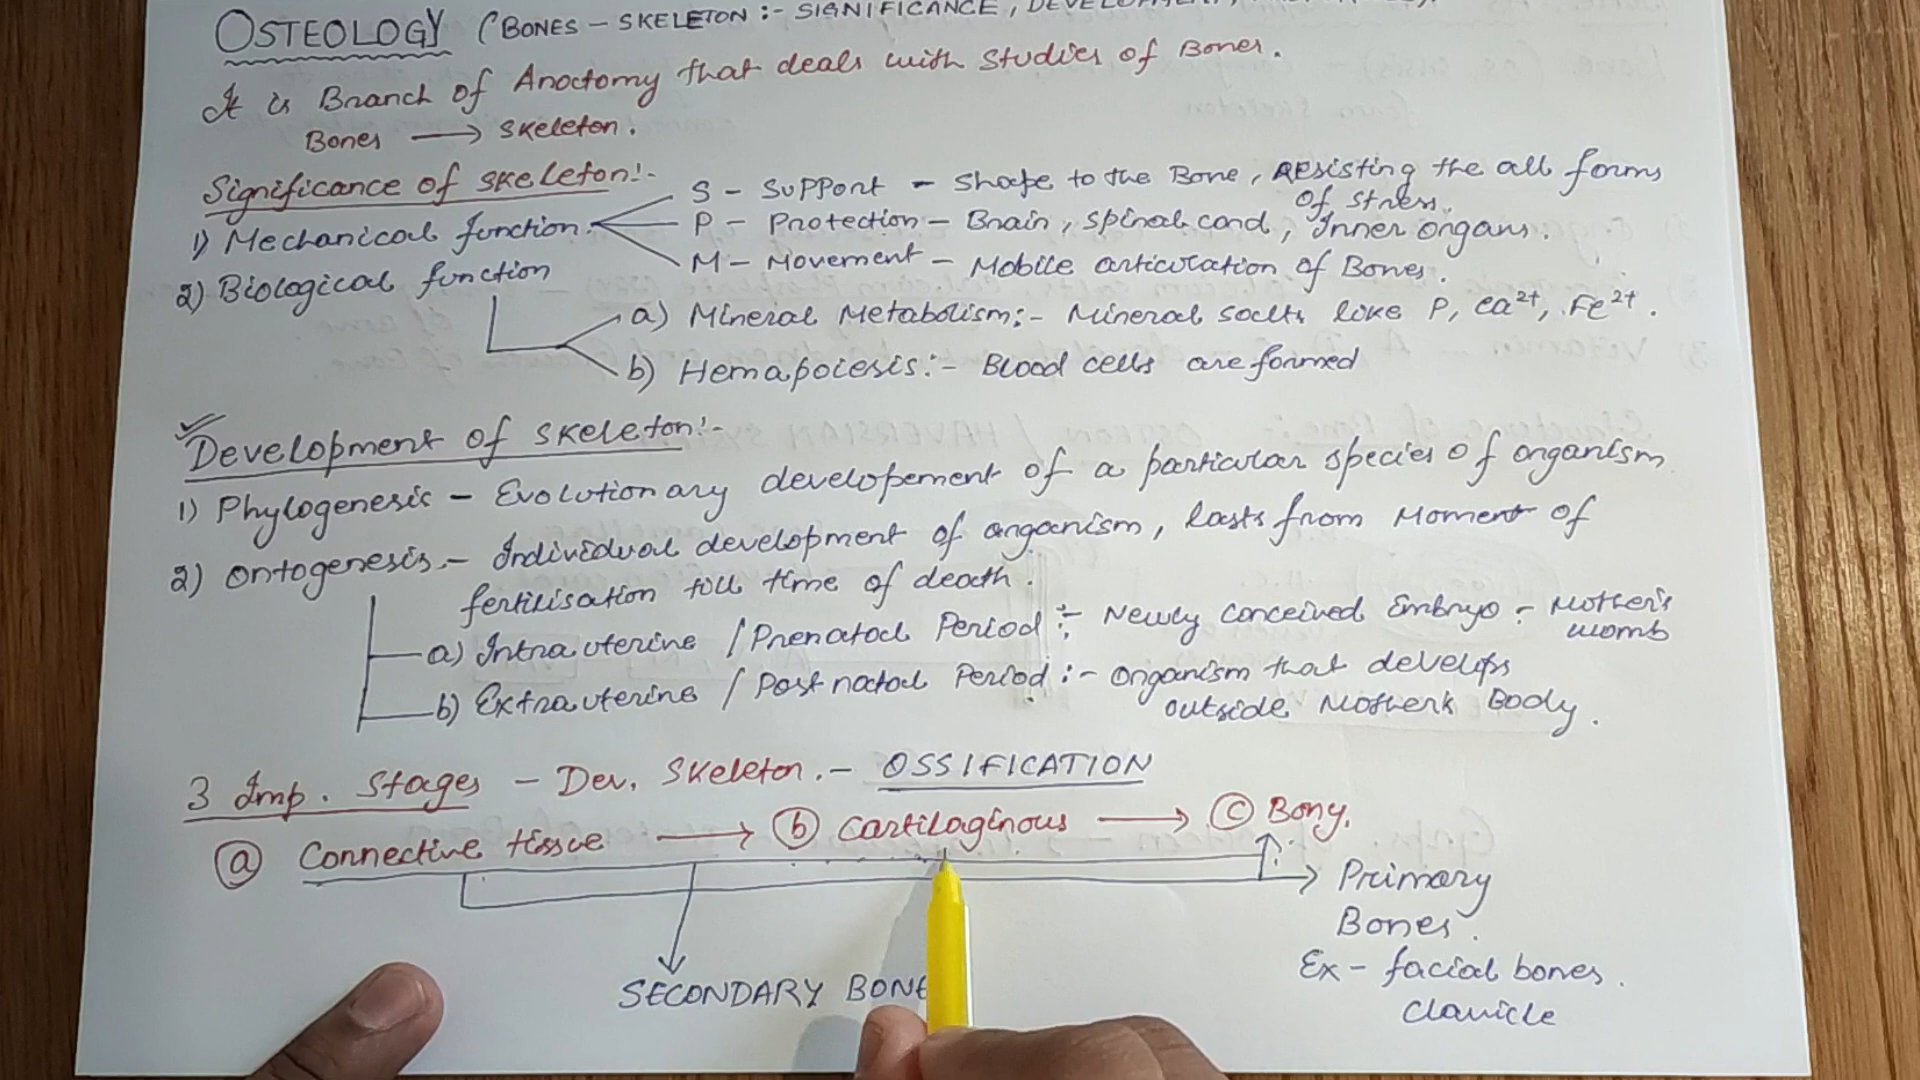 OSTEOLOGY (BONES – SKELETON :- SIGNIFICANCE,
It is Branch of Anoctomy that deals with Studies of Bones.
Bones → Skeleton.
Significance of skeleton:-
1) Mechanical function
S - Support - Shape to the Bone, Resisting the all forms of stress.
P - Protection – Brain, Spinal cord, Inner organs.
M - Movement – Mobile articulation of Bones.
2) Biological function
a) Mineral Metabolism:- Mineral salts like P, Ca2+, Fe2+.
b) Hemapoiesis:- Blood cells are formed
Development of skeleton:-
1) Phylogenesis – Evolutionary developement of a particular species of organism
2) Ontogenesis – Individual development of organism, lasts from Moment of
fertilisation till time of death.
a) Intrauterine / Prenatal Period :- Newly conceived Embryo - Mother's
womb
b) Extrauterine / Postnatal Period :- Organism that develops
outside Mother's Body.
3 Imp. Stages – Dev. Skeleton. – OSSIFICATION
a Connective tissue → b Cartilaginous → c Bony.
Primary
Bones.
SECONDARY BONE
Ex – facial bones.
Clavicle